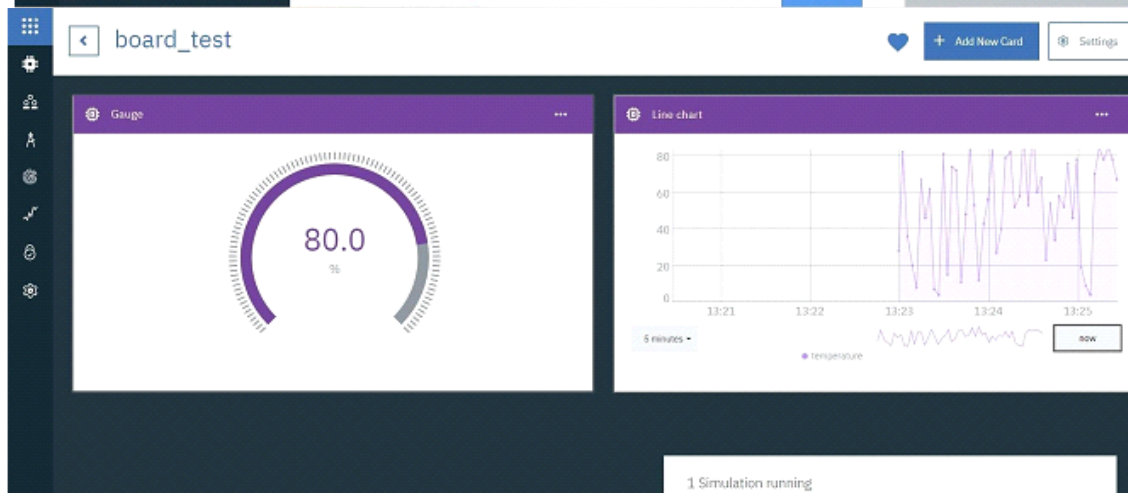 board_test
+ Add New Card
Settings
Gauge
Line chart
80.0
%
80
60
40
20
0
13:21
13:22
13:23
13:24
13:25
5 minutes
now
temperature
1 Simulation running